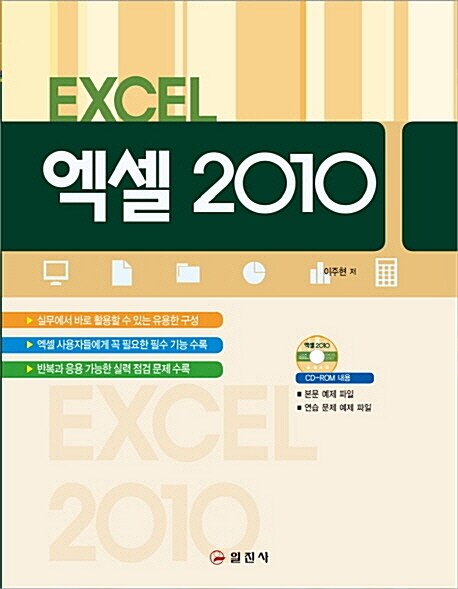 EXCEL
엑셀 2010
이주현 저
▶ 실무에서 바로 활용할 수 있는 유용한 구성
▶ 엑셀 사용자들에게 꼭 필요한 필수 기능 수록
▶ 반복과 응용 가능한 실력 점검 문제 수록
엑셀 2010
CD-ROM 내용
■ 본문 예제 파일
■ 연습 문제 예제 파일
EXCEL
2010
일진사